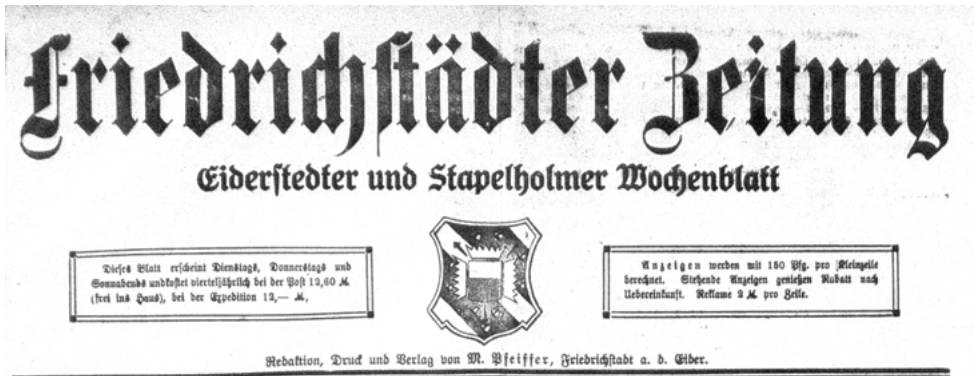 Friedrichstädter Zeitung
Eiderstedter und Stapelholmer Wochenblatt
Dieses Blatt erscheint Dienstags, Donnerstags und
Sonnabends undkostet vierteljährlich bei der Post 12,60 M
(frei ins Haus), bei der Expedition 12,— M,
Anzeigen werden mit 150 Pfg. pro Kleinzeile
berechnet. Stehende Anzeigen genießen Rabatt nach
Uebereinkunft. Reklame 2 M. pro Zeile.
Redaktion, Druck und Verlag von M. Pfeiffer, Friedrichstadt a. d. Eider.